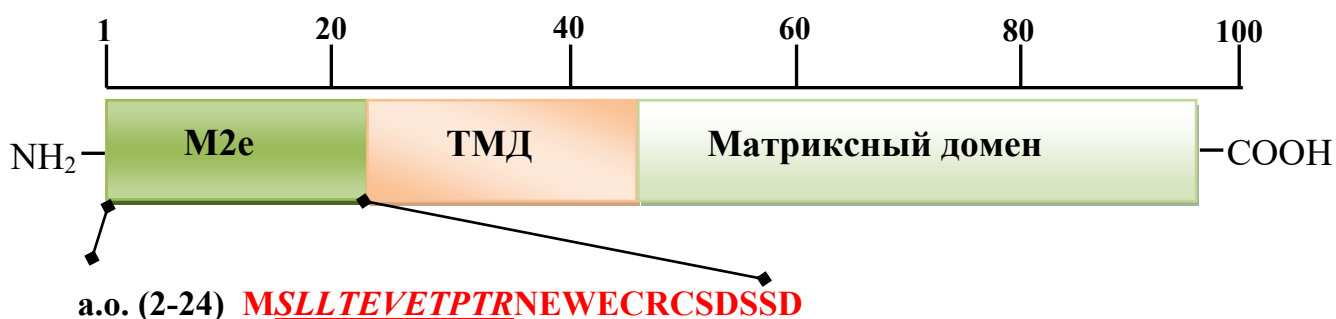 1 20 40 60 80 100
NH2 M2e ТМД Матриксный домен COOH
а.о. (2-24) MSLLTEVETPTRNEWECRCSDSSD